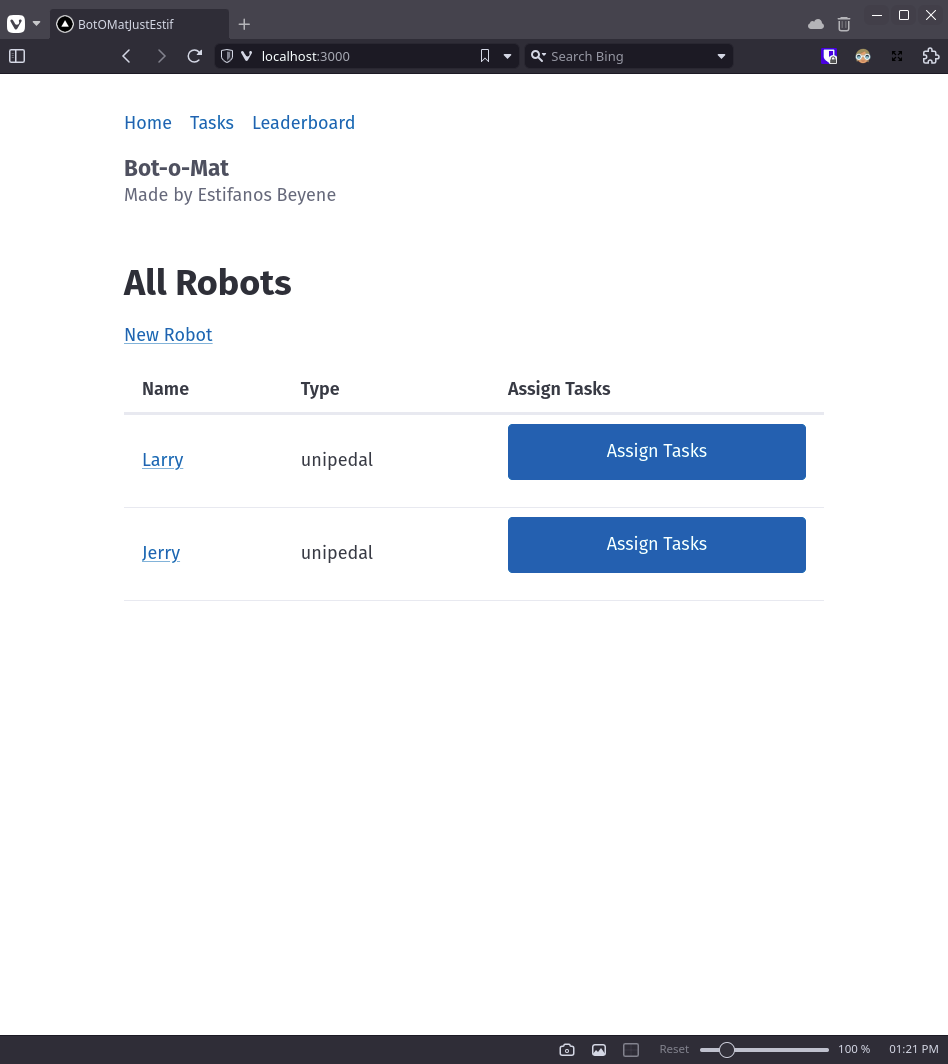 BotOMatJustEstif
localhost:3000
Search Bing
Home Tasks Leaderboard
Bot-o-Mat
Made by Estifanos Beyene
All Robots
New Robot
Name Type Assign Tasks
Larry unipedal Assign Tasks
Jerry unipedal Assign Tasks
Reset 100 % 01:21 PM